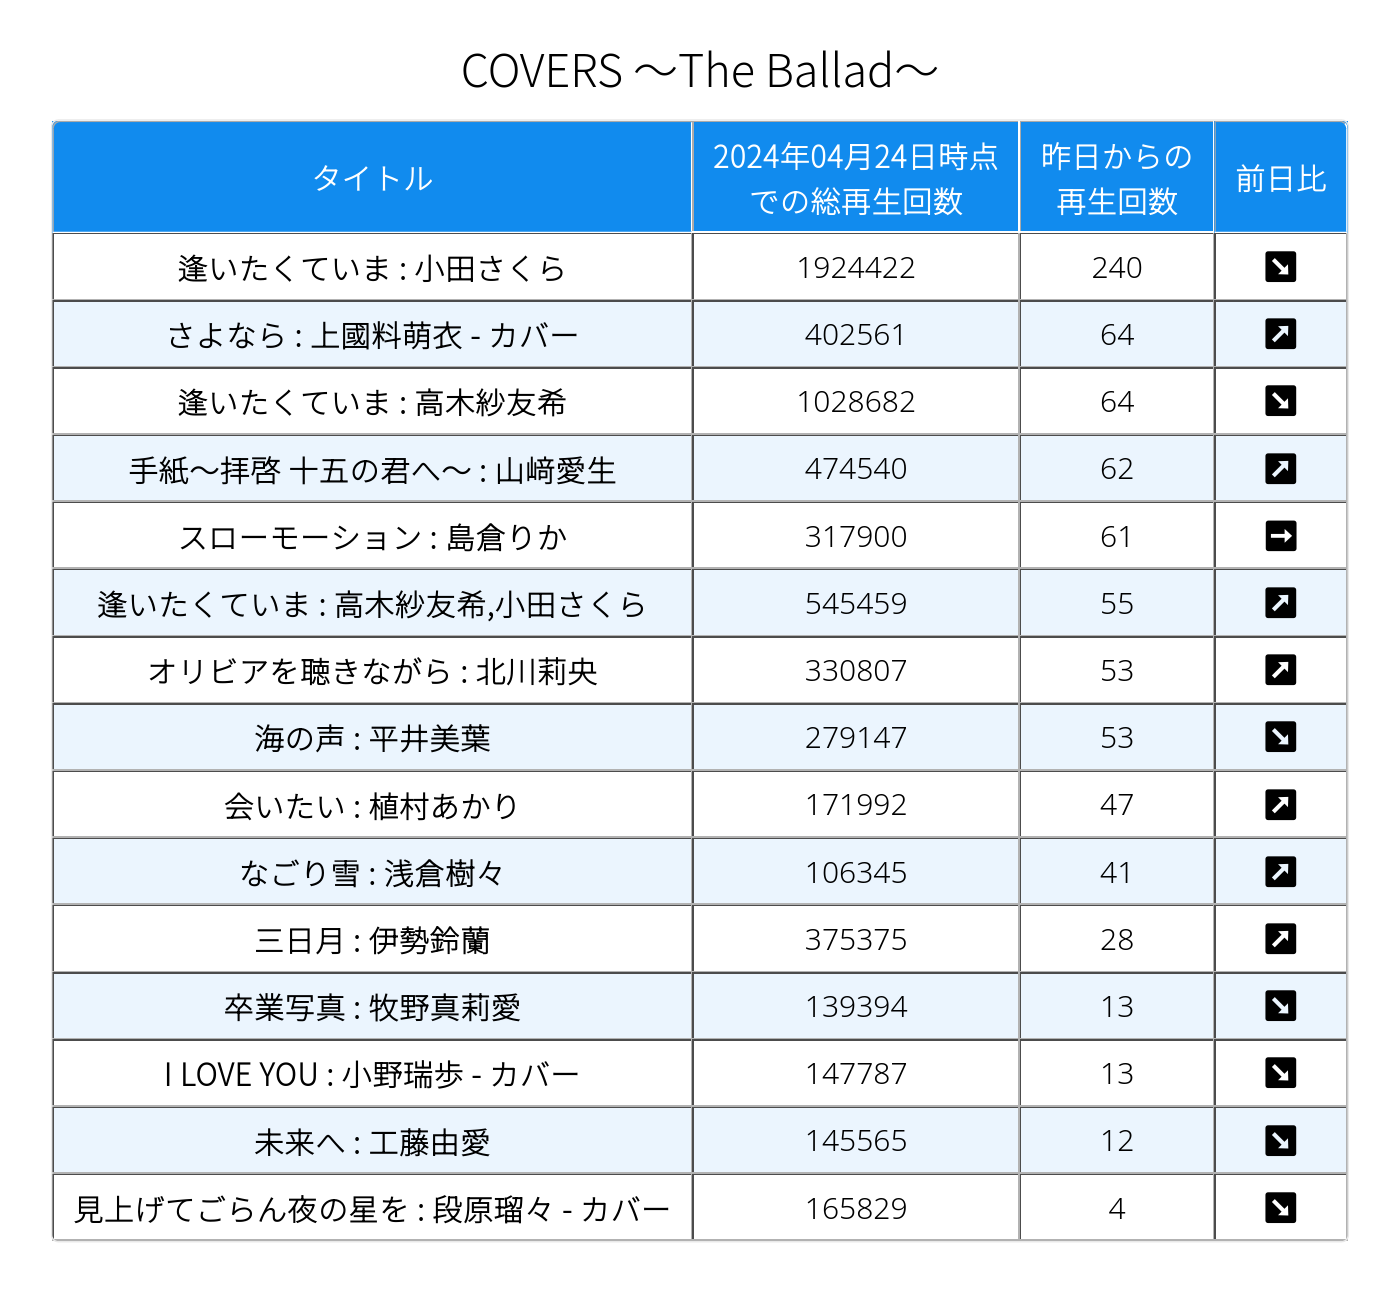 COVERS ～The Ballad～
タイトル
2024年04月24日時点
での総再生回数
昨日からの
再生回数
前日比
逢いたくていま : 小田さくら 1924422 240 ↘
さよなら : 上國料萌衣 - カバー 402561 64 ↗
逢いたくていま : 高木紗友希 1028682 64 ↘
手紙～拝啓 十五の君へ～ : 山﨑愛生 474540 62 ↗
スローモーション : 島倉りか 317900 61 →
逢いたくていま : 高木紗友希,小田さくら 545459 55 ↗
オリビアを聴きながら : 北川莉央 330807 53 ↗
海の声 : 平井美葉 279147 53 ↘
会いたい : 植村あかり 171992 47 ↗
なごり雪 : 浅倉樹々 106345 41 ↗
三日月 : 伊勢鈴蘭 375375 28 ↗
卒業写真 : 牧野真莉愛 139394 13 ↘
I LOVE YOU : 小野瑞歩 - カバー 147787 13 ↘
未来へ : 工藤由愛 145565 12 ↘
見上げてごらん夜の星を : 段原瑠々 - カバー 165829 4 ↘